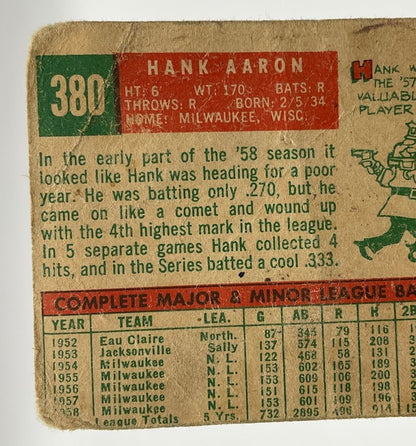 380
HANK AARON
HT: 6' WT: 170 BATS: R
THROWS: R BORN: 2/5/34
HOME: MILWAUKEE, WISC.
HANK W
THE '57
VALUABLE
PLAYER
In the early part of the '58 season it
looked like Hank was heading for a poor
year. He was batting only .270, but he
came on like a comet and wound up
with the 4th highest mark in the league.
In 5 separate games Hank collected 4
hits, and in the Series batted a cool .333.
COMPLETE MAJOR & MINOR LEAGUE BA
YEAR TEAM -LEA. G AB R H 2B
1952 Eau Claire North. 87 345 79 116
1953 Jacksonville Sally 137 574 115 208
1954 Milwaukee N. L. 122 468 58 131
1955 Milwaukee N. L. 153 602 105 189
1956 Milwaukee N. L. 153 609 106 200
1957 Milwaukee N. L. 151 615 118 198
1958 Milwaukee N. L. 153 601 109 196
League Totals 5 Yrs. 732 2895 496 914